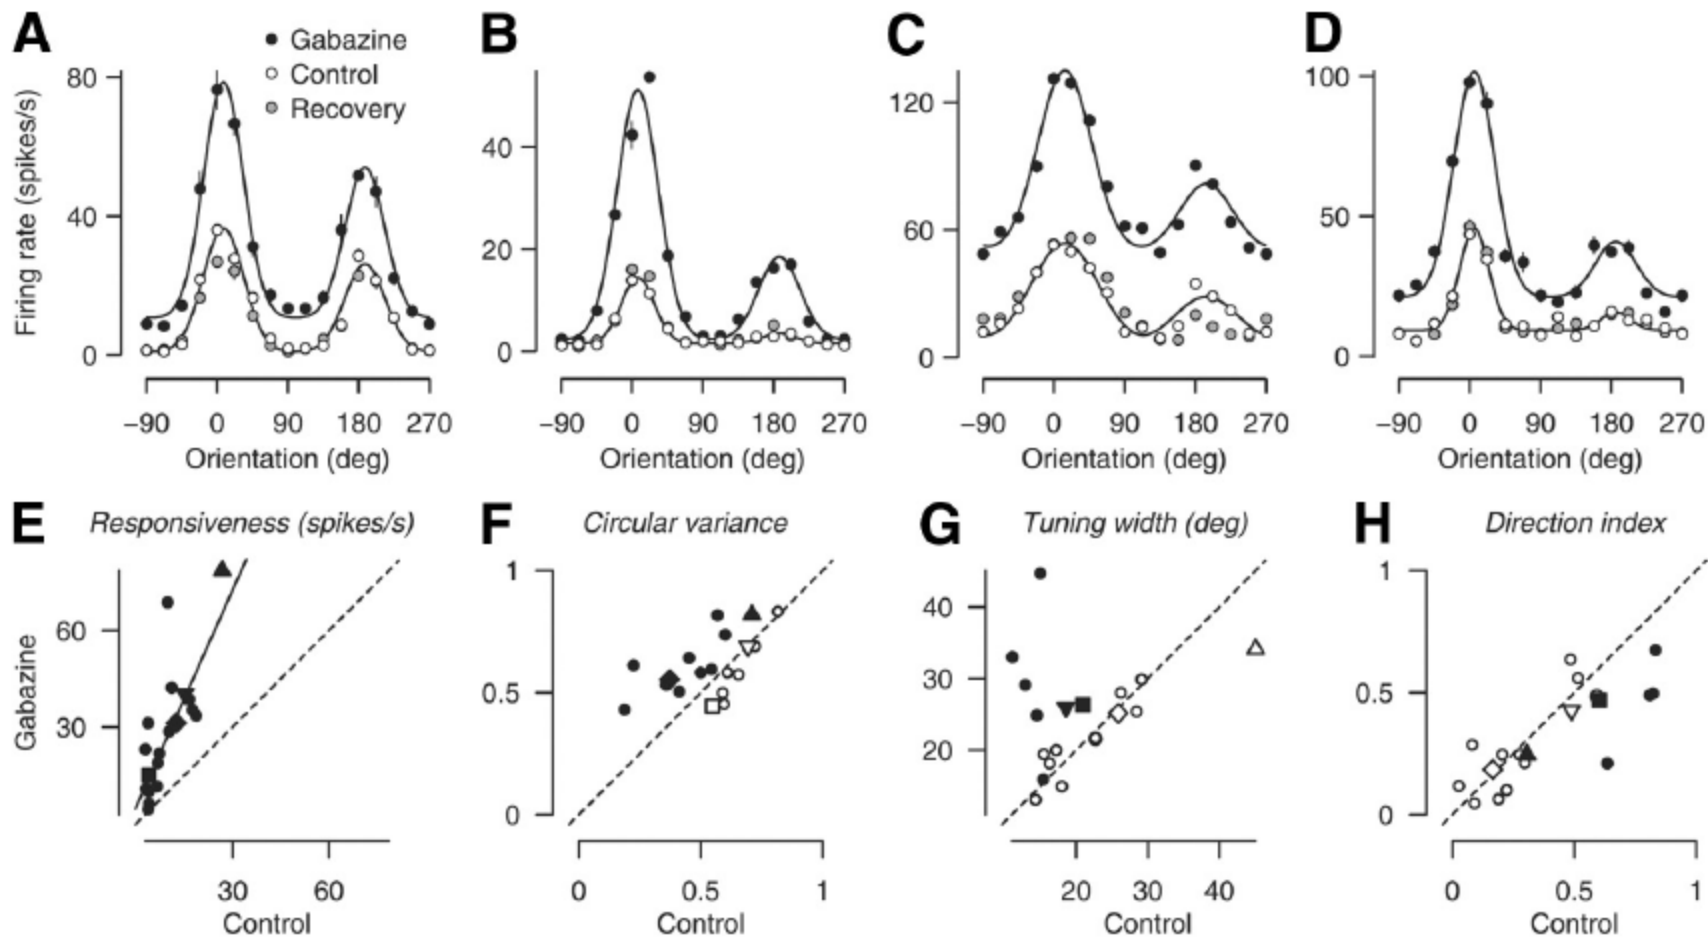 A
B
C
D
Gabazine
Control
Recovery
Firing rate (spikes/s)
80
40
0
40
20
0
120
60
0
100
50
0
−90 0 90 180 270
−90 0 90 180 270
−90 0 90 180 270
−90 0 90 180 270
Orientation (deg)
Orientation (deg)
Orientation (deg)
Orientation (deg)
E Responsiveness (spikes/s)
F Circular variance
G Tuning width (deg)
H Direction index
Gabazine
60
30
1
0.5
0
40
30
20
1
0.5
0
30 60
0 0.5 1
20 30 40
0 0.5 1
Control
Control
Control
Control